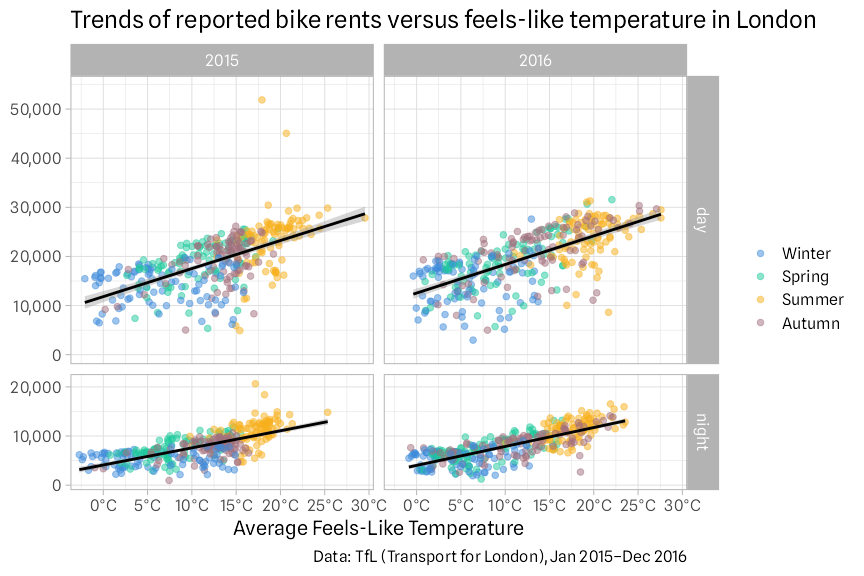 Trends of reported bike rents versus feels-like temperature in London
2015
2016
50,000
40,000
30,000
20,000
10,000
0
day
20,000
10,000
0
night
0°C 5°C 10°C 15°C 20°C 25°C 30°C 0°C 5°C 10°C 15°C 20°C 25°C 30°C
Average Feels-Like Temperature
Winter
Spring
Summer
Autumn
Data: TfL (Transport for London), Jan 2015–Dec 2016